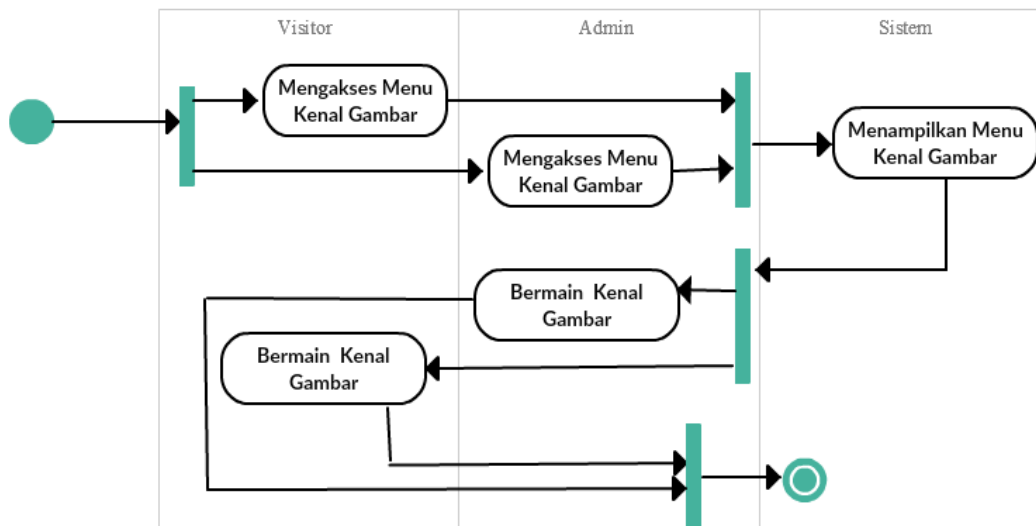 Visitor
Admin
Sistem
Mengakses Menu
Kenal Gambar
Mengakses Menu
Kenal Gambar
Menampilkan Menu
Kenal Gambar
Bermain Kenal
Gambar
Bermain Kenal
Gambar